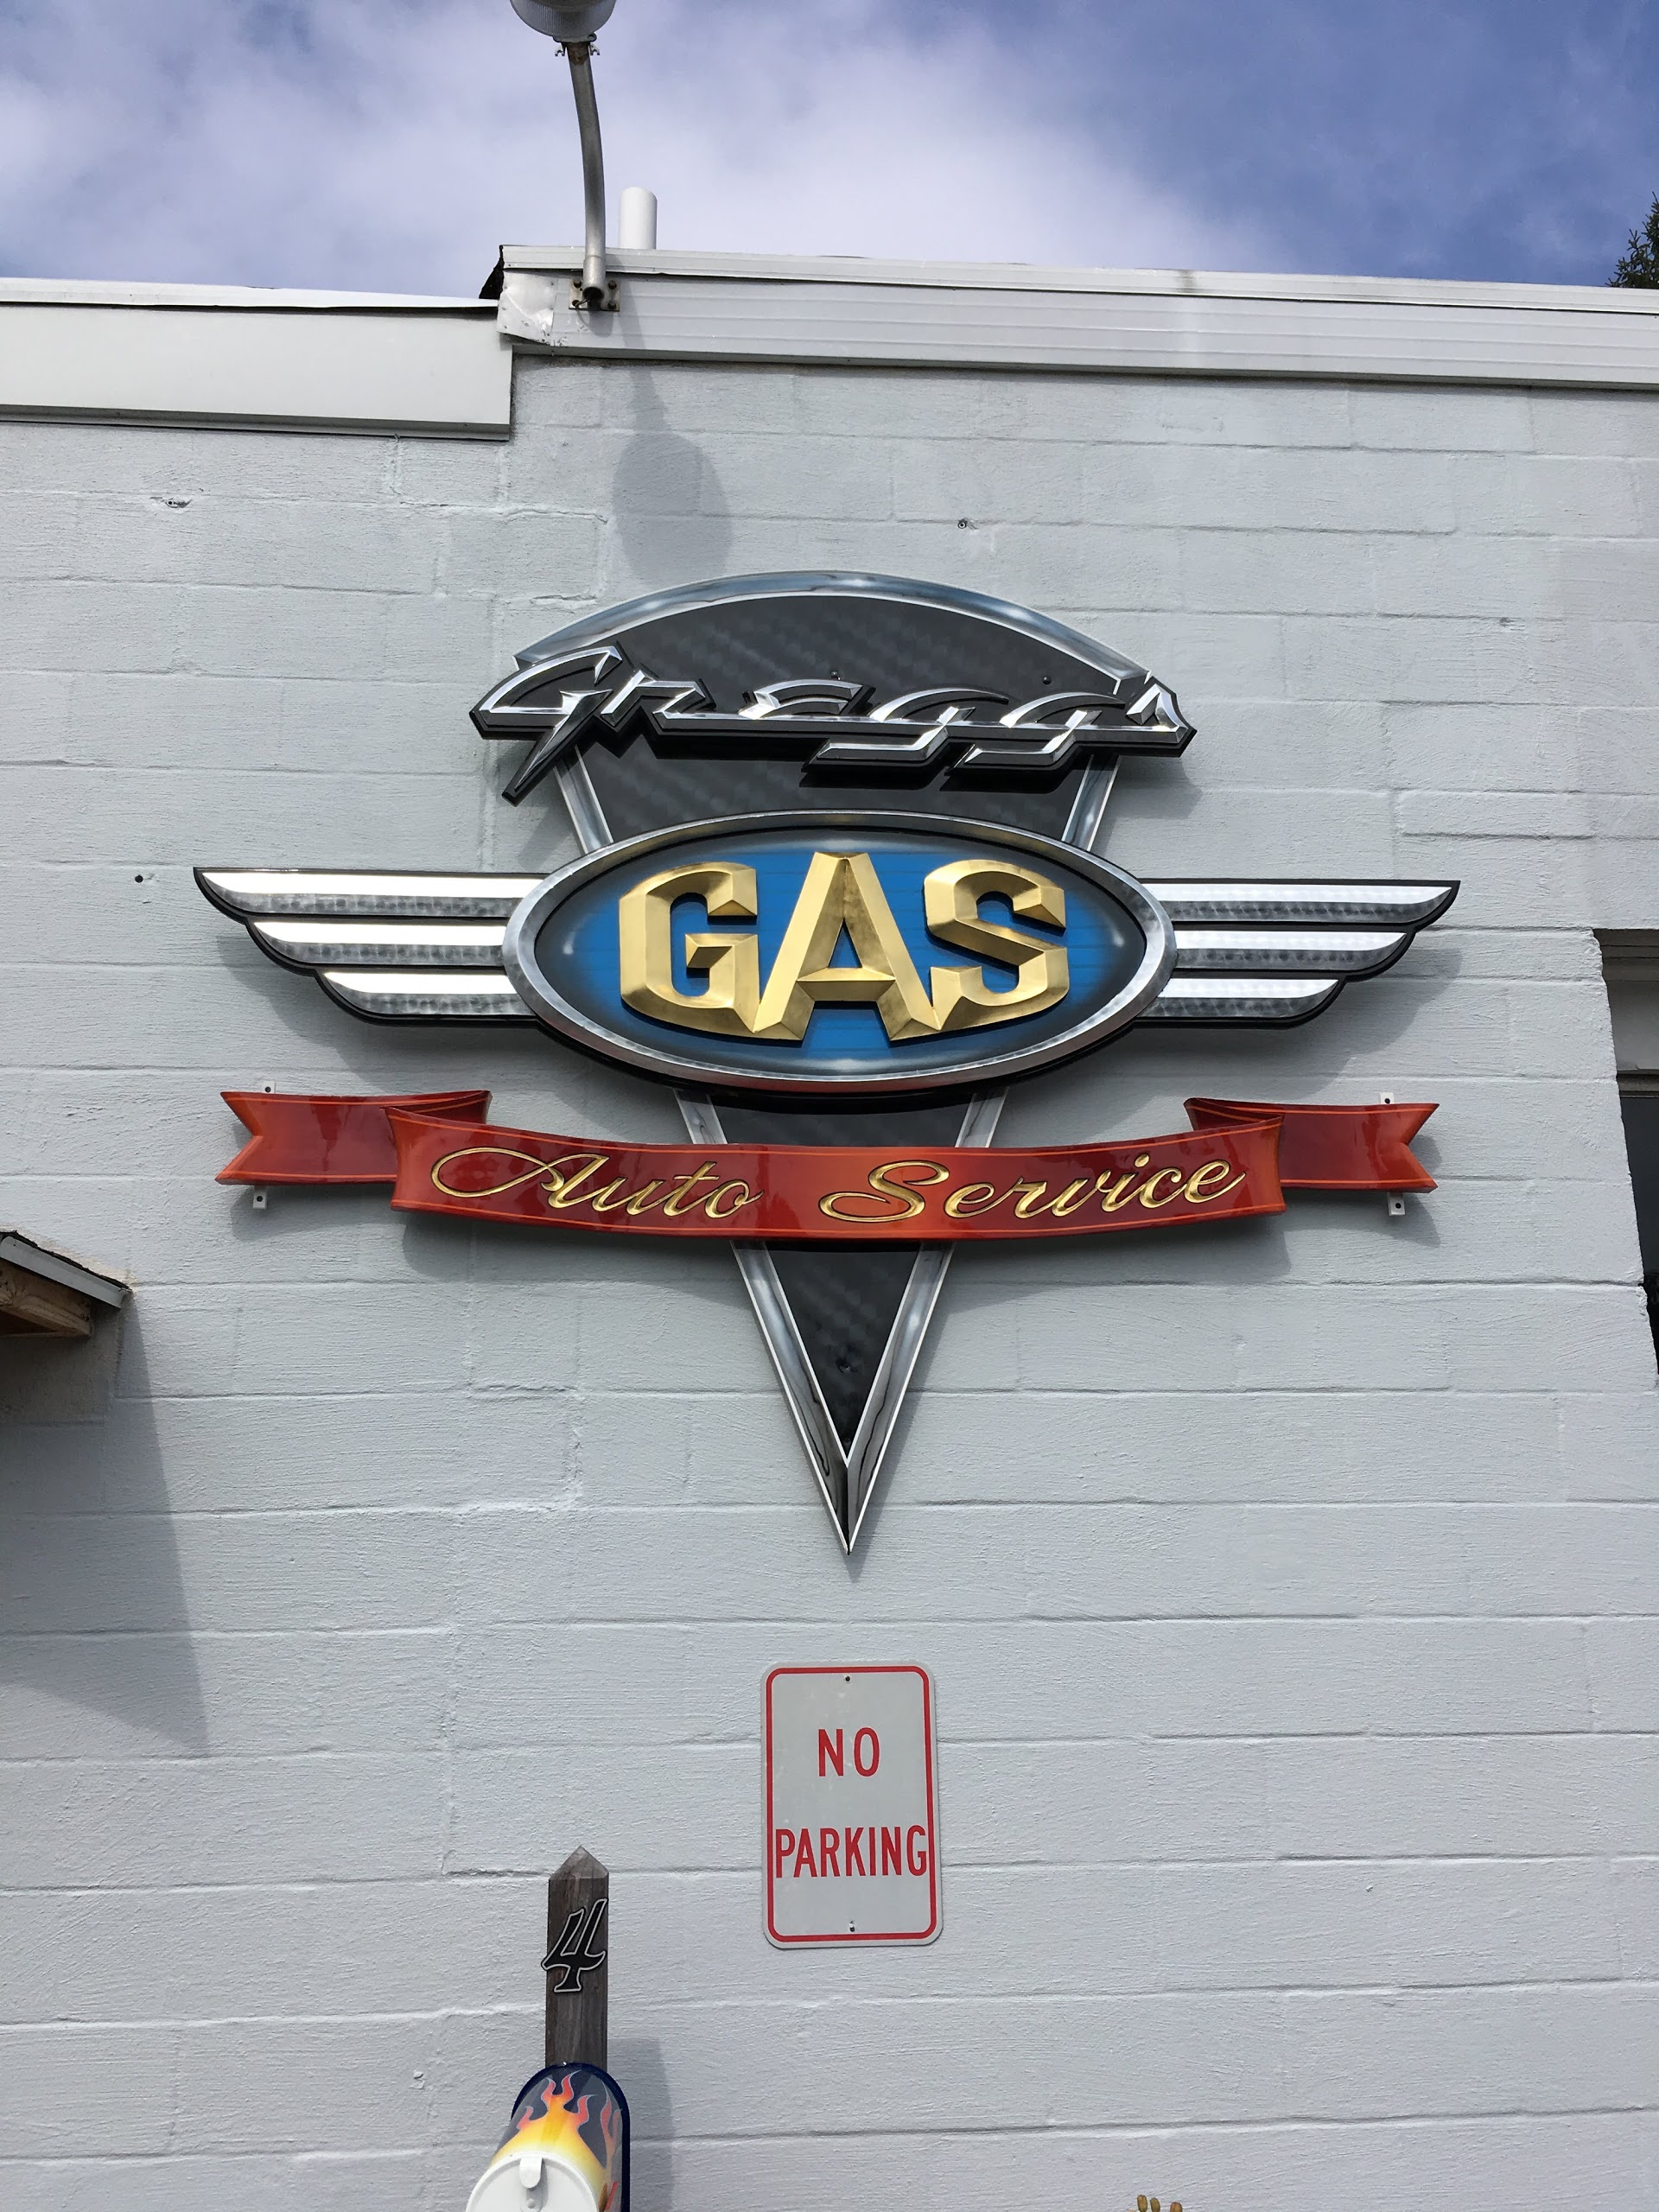 Gregg's
GAS
Auto Service
NO
PARKING
4